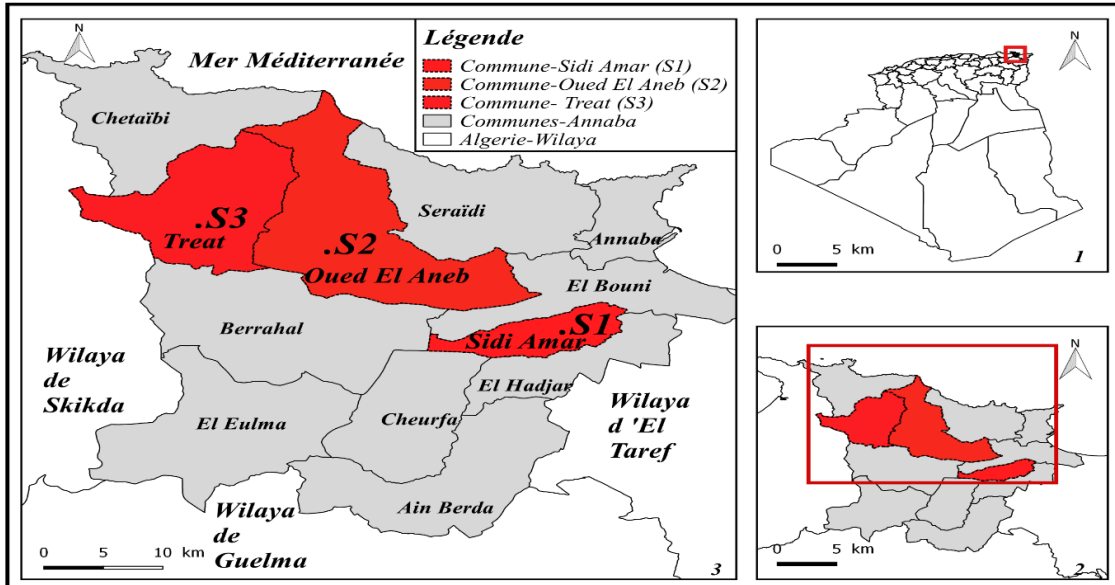 N
Mer Méditerranée
Légende
Commune-Sidi Amar (S1)
Commune-Oued El Aneb (S2)
Commune- Treat (S3)
Communes-Annaba
Algerie-Wilaya
Chetaïbi
.S3
Treat
.S2
Oued El Aneb
Seraïdi
Annaba
El Bouni
Berrahal
.S1
Sidi Amar
Wilaya
de
Skikda
El Hadjar
El Eulma
Cheurfa
Wilaya
d 'El
Taref
Ain Berda
Wilaya
de
Guelma
0 5 10 km
3
N
0 5 km
1
N
0 5 km
2